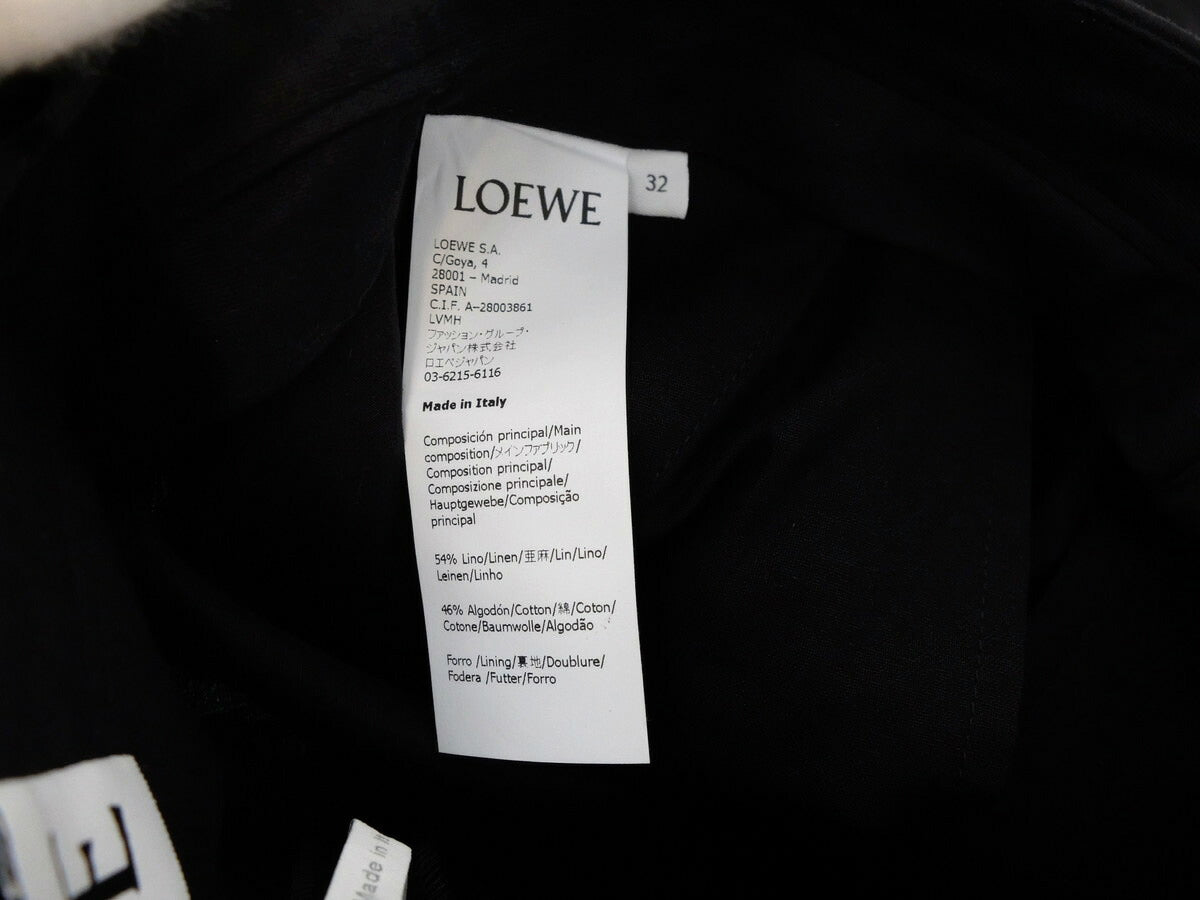 LOEWE
32
LOEWE S.A.
C/Goya, 4
28001 – Madrid
SPAIN
C.I.F. A–28003861
LVMH
ファッション・グループ・
ジャパン株式会社
ロエベジャパン
03-6215-6116
Made in Italy
Composición principal/Main
composition/メインファブリック/
Composition principal/
Composizione principale/
Hauptgewebe/Composição
principal
54% Lino/Linen/亜麻/Lin/Lino/
Leinen/Linho
46% Algodón/Cotton/綿/Coton/
Cotone/Baumwolle/Algodão
Forro /Lining/裏地/Doublure/
Fodera /Futter/Forro
E
Made in